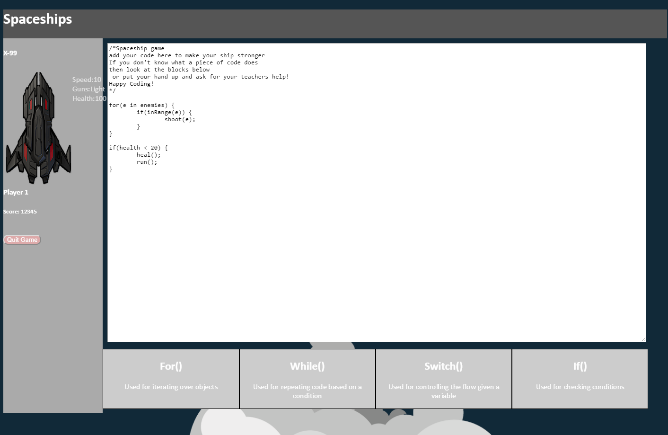 Spaceships
X-99
Speed:10
Guns:Light
Health:100
Player 1
Score: 12345
Quit Game
/*Spaceship game
add your code here to make your ship stronger
If you don't know what a piece of code does
then look at the blocks below
or put your hand up and ask for your teachers help!
Happy Coding!
*/
for(e in enemies) {
if(inRange(e)) {
shoot(e);
}
}
if(health < 20) {
heal();
run();
}
For()
Used for iterating over objects
While()
Used for repeating code based on a
condition
Switch()
Used for controlling the flow given a
variable
If()
Used for checking conditions